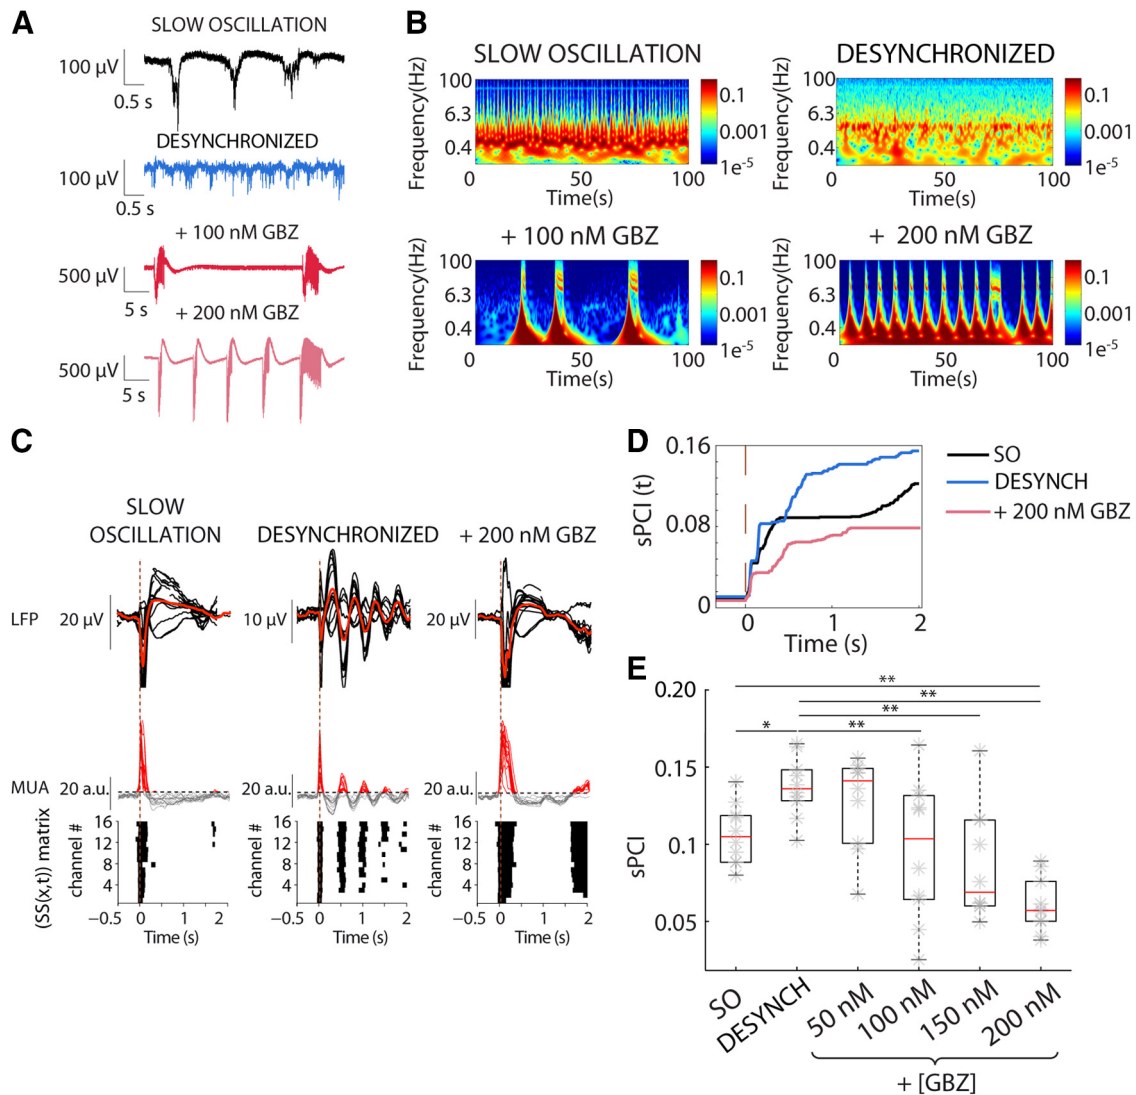 A
SLOW OSCILLATION
100 µV
0.5 s
DESYNCHRONIZED
100 µV
0.5 s
+ 100 nM GBZ
500 µV
5 s
+ 200 nM GBZ
500 µV
5 s
B
SLOW OSCILLATION
Frequency(Hz)
100
6.3
0.4
0 50 100
Time(s)
0.1
0.001
1e-5
DESYNCHRONIZED
Frequency(Hz)
100
6.3
0.4
0 50 100
Time(s)
0.1
0.001
1e-5
+ 100 nM GBZ
Frequency(Hz)
100
6.3
0.4
0 50 100
Time(s)
0.1
0.001
1e-5
+ 200 nM GBZ
Frequency(Hz)
100
6.3
0.4
0 50 100
Time(s)
0.1
0.001
1e-5
C
SLOW
OSCILLATION
DESYNCHRONIZED
+ 200 nM GBZ
LFP
20 µV
10 µV
20 µV
MUA
20 a.u.
20 a.u.
20 a.u.
(SS(x,t)) matrix
channel #
16
12
8
4
−0.5 0 1 2
Time (s)
channel #
16
12
8
4
−0.5 0 1 2
Time (s)
channel #
16
12
8
4
−0.5 0 1 2
Time (s)
D
sPCI (t)
0.16
0.08
0
0 1 2
Time (s)
SO
DESYNCH
+ 200 nM GBZ
E
sPCI
0.20
0.15
0.1
0.05
**
**
**
* **
SO
DESYNCH
50 nM
100 nM
150 nM
200 nM
+ [GBZ]